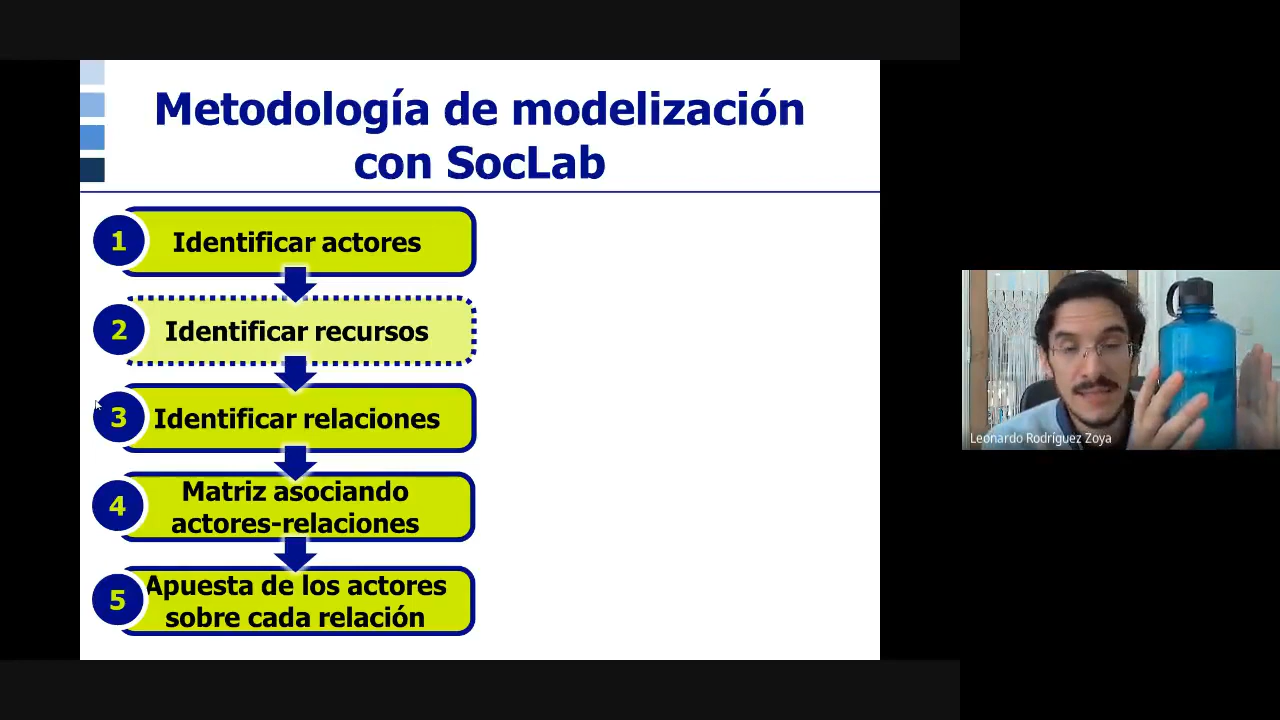 Metodología de modelización
con SocLab
1
Identificar actores
2
Identificar recursos
3
Identificar relaciones
4
Matriz asociando
actores-relaciones
5
Apuesta de los actores
sobre cada relación
Leonardo Rodríguez Zoya